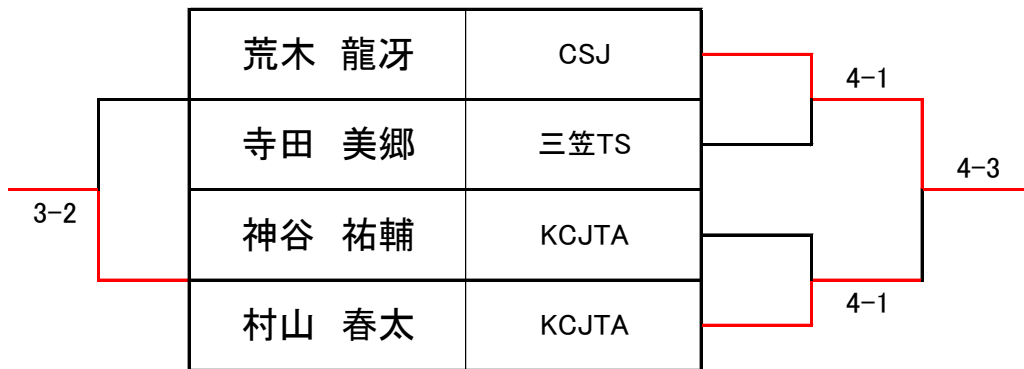 荒木 龍冴 CSJ
4-1
寺田 美郷 三笠TS
4-3
3-2
神谷 祐輔 KCJTA
4-1
村山 春太 KCJTA